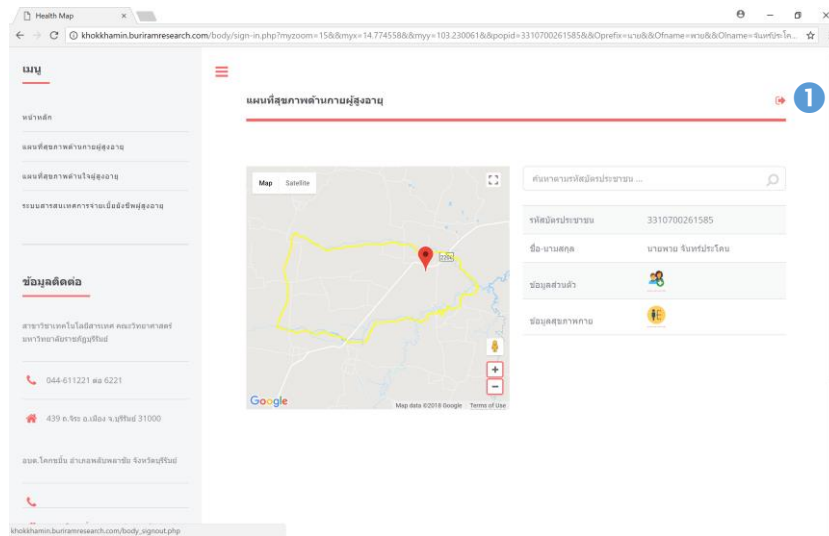 Health Map
khokkhamin.buriramresearch.com/body/sign-in.php?myzoom=15&&myx=14.774558&&myy=103.230061&&popid=3310700261585&&Oprefix=นาย&&Ofname=พวย&&Olname=จันทร์ประโค...
เมนู
หน้าหลัก
แผนที่สุขภาพด้านกายผู้สูงอายุ
แผนที่สุขภาพด้านใจผู้สูงอายุ
ระบบสารสนเทศการจ่ายเบี้ยยังชีพผู้สูงอายุ
ข้อมูลติดต่อ
สาขาวิชาเทคโนโลยีสารสนเทศ คณะวิทยาศาสตร์
มหาวิทยาลัยราชภัฏบุรีรัมย์
044-611221 ต่อ 6221
439 ถ.จิระ อ.เมือง จ.บุรีรัมย์ 31000
อบต.โคกขมิ้น อำเภอพลับพลาชัย จังหวัดบุรีรัมย์
khokkhamin.buriramresearch.com/body_signout.php
แผนที่สุขภาพด้านกายผู้สูงอายุ
1
Map Satellite
2206
Google
Map data ©2018 Google Terms of Use
ค้นหาตามรหัสบัตรประชาชน ...
รหัสบัตรประชาชน 3310700261585
ชื่อ-นามสกุล นายพวย จันทร์ประโคน
ข้อมูลส่วนตัว
ข้อมูลสุขภาพกาย